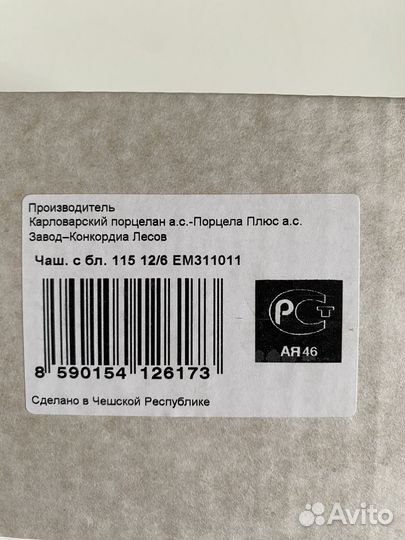 Производитель
Карловарский порцелан а.с.-Порцела Плюс а.с.
Завод–Конкордиа Лесов
Чаш. с бл. 115 12/6 EM311011
РСТ
АЯ46
8 590154 126173
Сделано в Чешской Республике
Avito